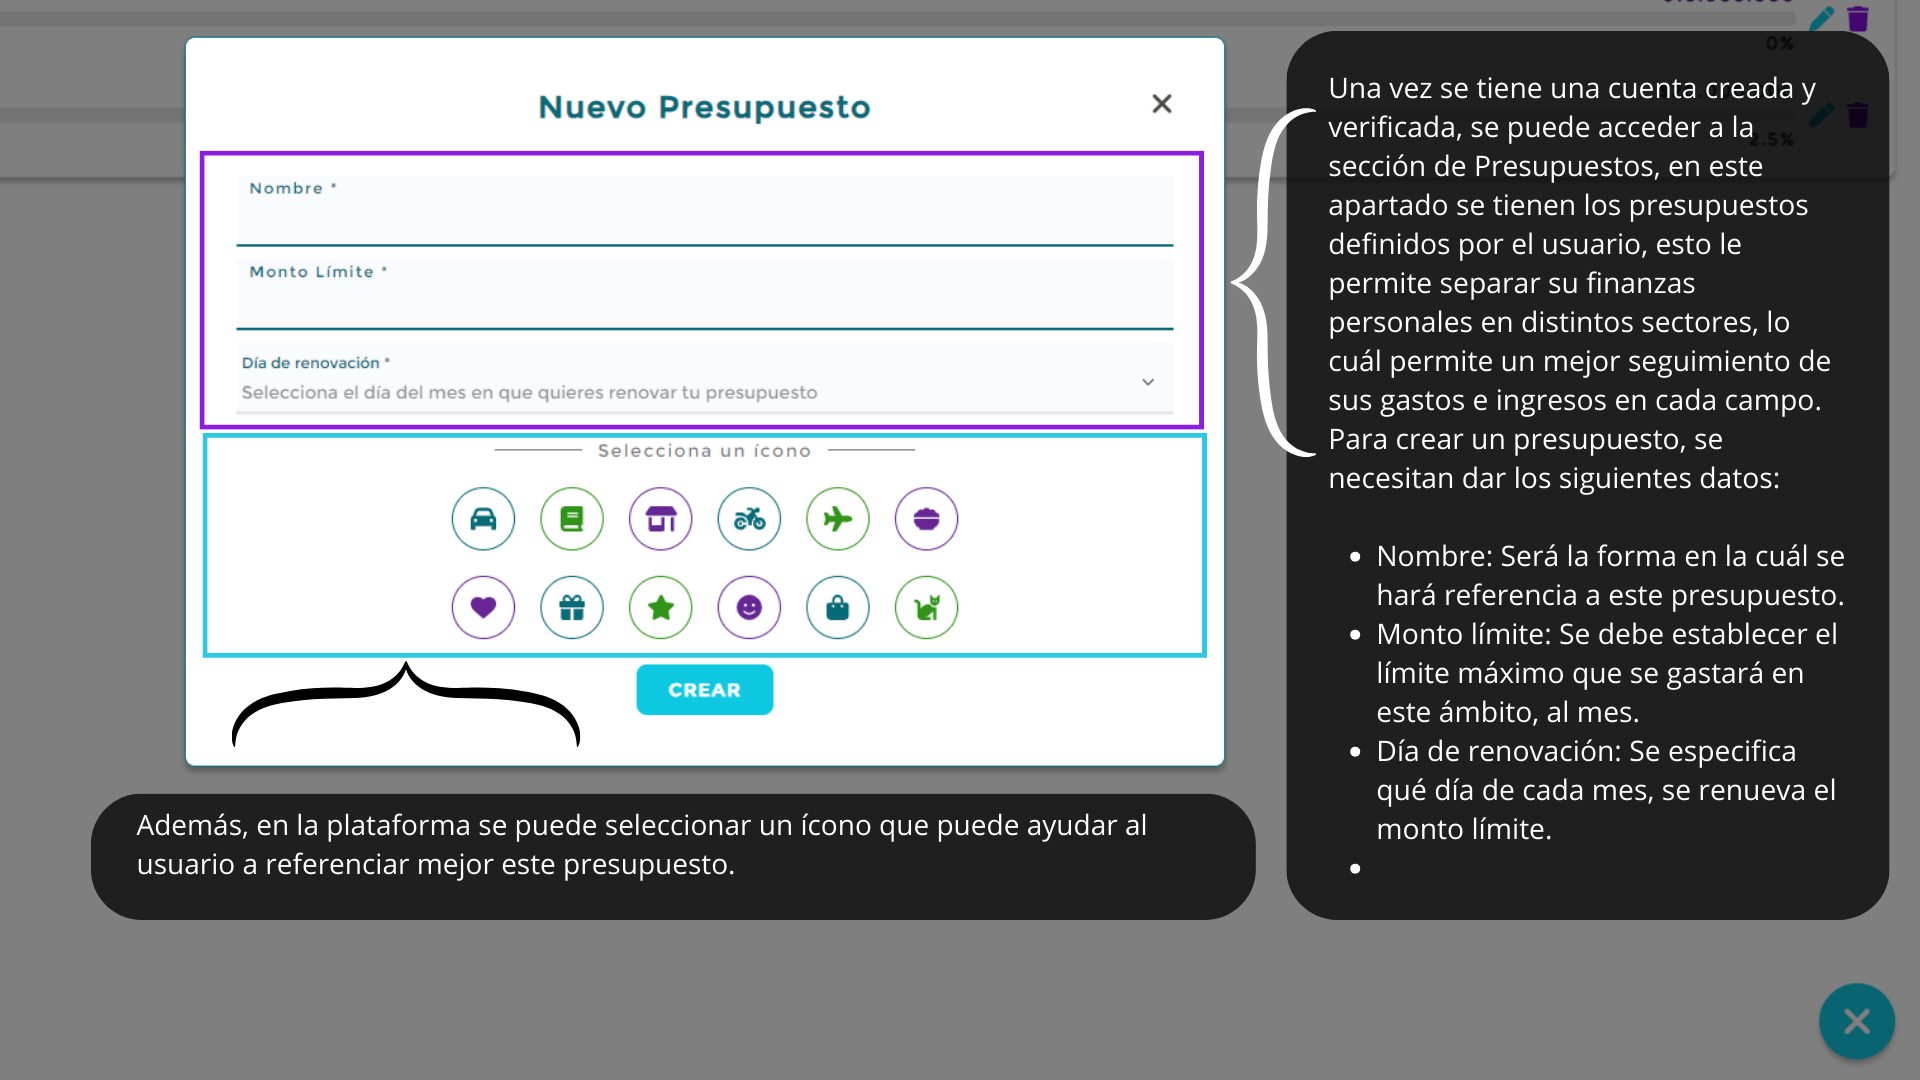 0%
2.5%
Nuevo Presupuesto
Nombre *
Monto Límite *
Día de renovación *
Selecciona el día del mes en que quieres renovar tu presupuesto
Selecciona un ícono
CREAR
Una vez se tiene una cuenta creada y
verificada, se puede acceder a la
sección de Presupuestos, en este
apartado se tienen los presupuestos
definidos por el usuario, esto le
permite separar su finanzas
personales en distintos sectores, lo
cuál permite un mejor seguimiento de
sus gastos e ingresos en cada campo.
Para crear un presupuesto, se
necesitan dar los siguientes datos:
• Nombre: Será la forma en la cuál se
hará referencia a este presupuesto.
• Monto límite: Se debe establecer el
límite máximo que se gastará en
este ámbito, al mes.
• Día de renovación: Se especifica
qué día de cada mes, se renueva el
monto límite.
•
Además, en la plataforma se puede seleccionar un ícono que puede ayudar al
usuario a referenciar mejor este presupuesto.